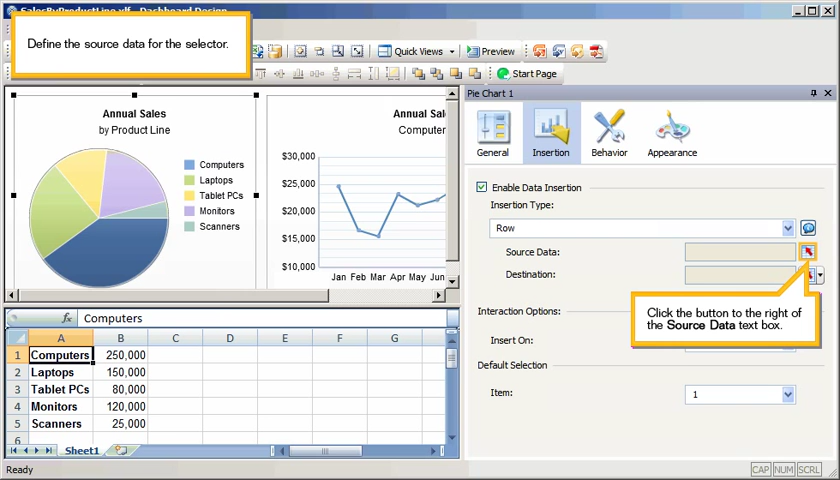 SalesByProductLine.xlf - Dashboard Design
Define the source data for the selector.
Quick Views
Preview
Start Page
Annual Sales
by Product Line
Computers
Laptops
Tablet PCs
Monitors
Scanners
Annual Sal
Computer
$30,000
$25,000
$20,000
$15,000
$10,000
Jan Feb Mar Apr May Jun
Pie Chart 1
General
Insertion
Behavior
Appearance
Enable Data Insertion
Insertion Type:
Row
Source Data:
Destination:
Click the button to the right of
the Source Data text box.
Interaction Options:
Insert On:
Default Selection
Item:
1
fx Computers
A B C D E F G
1 Computers 250,000
2 Laptops 150,000
3 Tablet PCs 80,000
4 Monitors 120,000
5 Scanners 25,000
6
Sheet1
Ready
CAP NUM SCRL